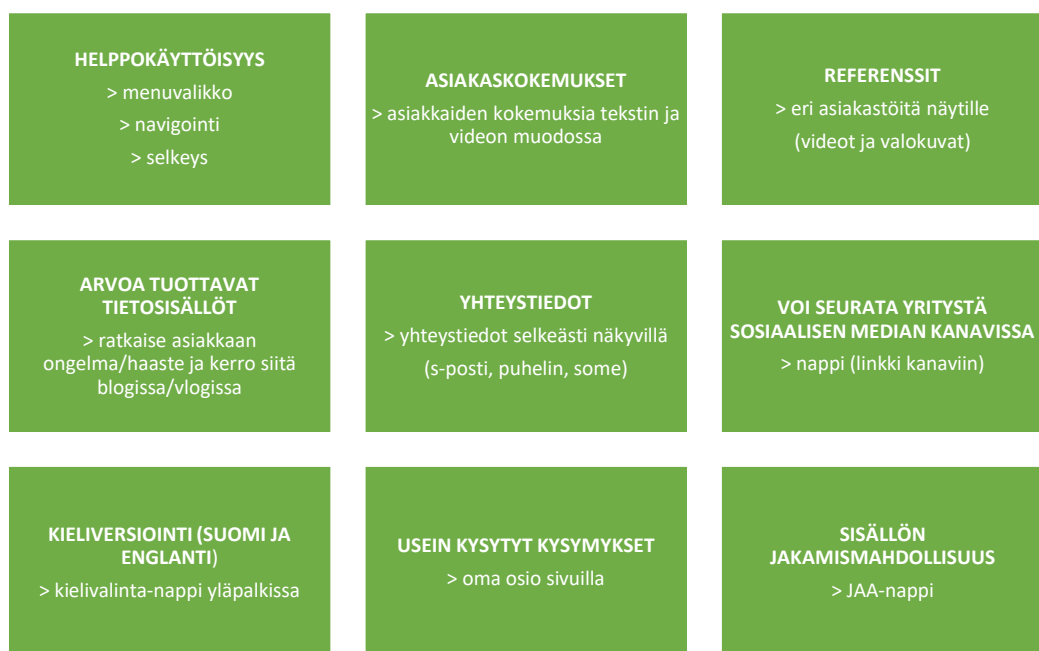 HELPPOKÄYTTÖISYYS
> menuvalikko
> navigointi
> selkeys
ASIAKASKOKEMUKSET
> asiakkaiden kokemuksia tekstin ja
videon muodossa
REFERENSSIT
> eri asiakastöitä näytille
(videot ja valokuvat)
ARVOA TUOTTAVAT
TIETOSISÄLLÖT
> ratkaise asiakkaan
ongelma/haaste ja kerro siitä
blogissa/vlogissa
YHTEYSTIEDOT
> yhteystiedot selkeästi näkyvillä
(s-posti, puhelin, some)
VOI SEURATA YRITYSTÄ
SOSIAALISEN MEDIAN KANAVISSA
> nappi (linkki kanaviin)
KIELIVERSIOINTI (SUOMI JA
ENGLANTI)
> kielivalinta-nappi yläpalkissa
USEIN KYSYTYT KYSYMYKSET
> oma osio sivuilla
SISÄLLÖN
JAKAMISMAHDOLLISUUS
> JAA-nappi